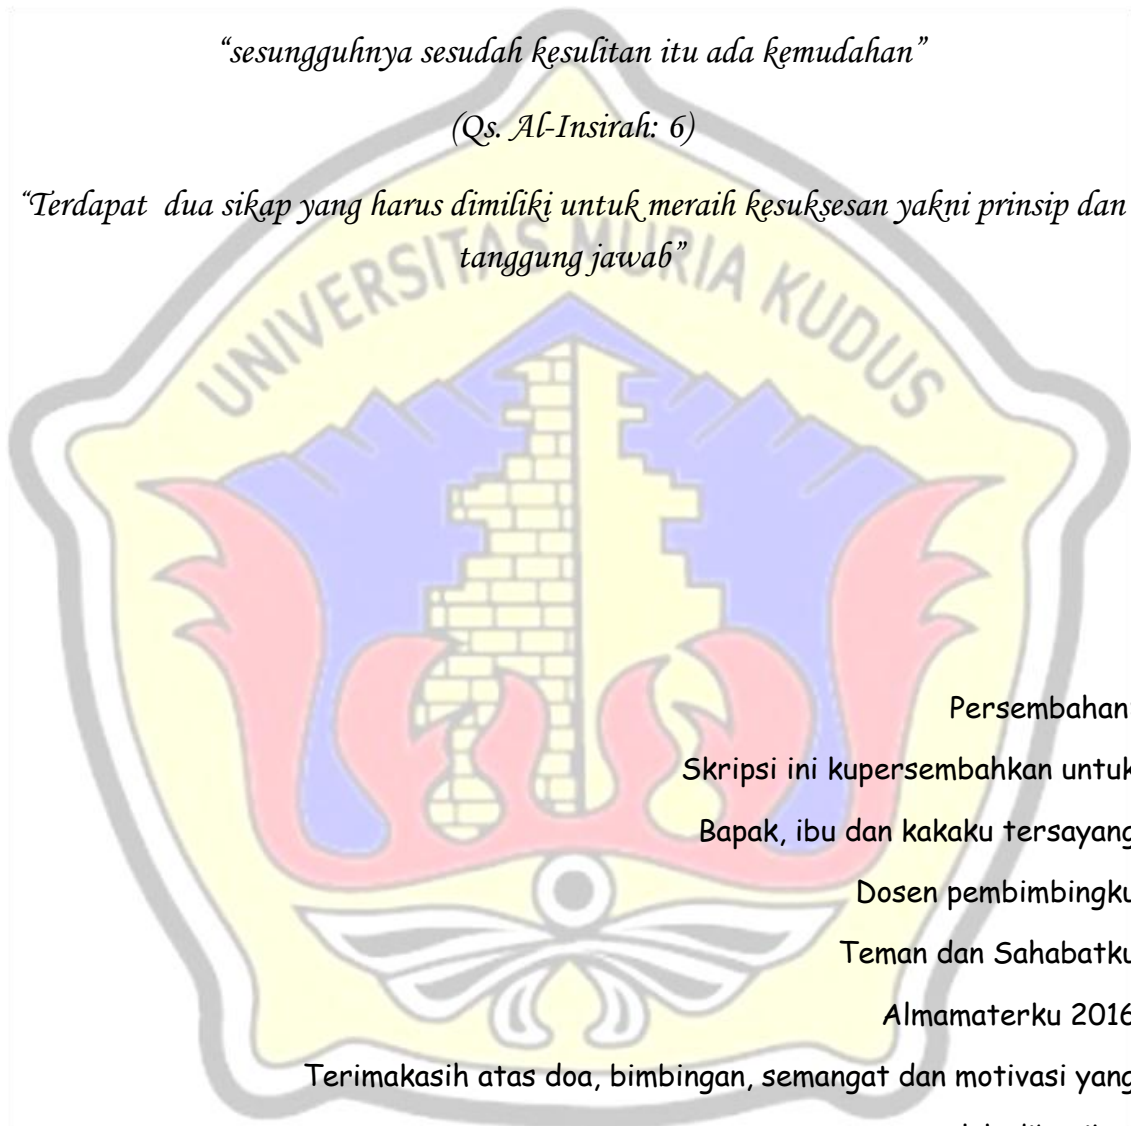 “sesungguhnya sesudah kesulitan itu ada kemudahan”
(Qs. Al-Insirah: 6)
“Terdapat dua sikap yang harus dimiliki untuk meraih kesuksesan yakni prinsip dan
tanggung jawab”
UNIVERSITAS MURIA KUDUS
Persembahan
Skripsi ini kupersembahkan untuk
Bapak, ibu dan kakaku tersayang
Dosen pembimbingku
Teman dan Sahabatku
Almamaterku 2016
Terimakasih atas doa, bimbingan, semangat dan motivasi yang